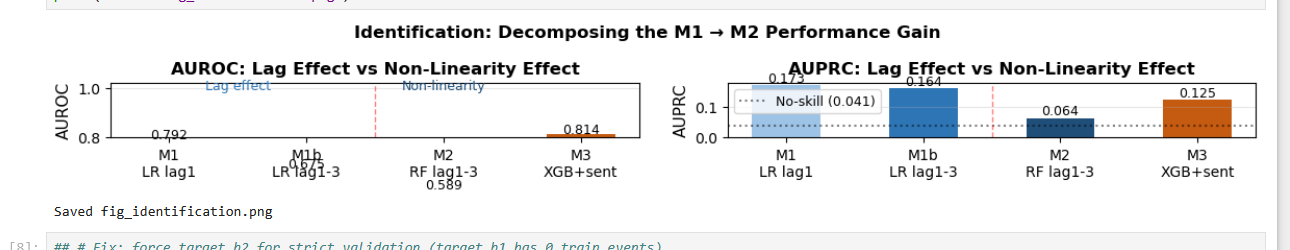 Identification: Decomposing the M1 → M2 Performance Gain
AUROC: Lag Effect vs Non-Linearity Effect
Lag effect
Non-linearity
AUROC
1.0
0.8
0.792
0.675
0.589
0.814
M1
LR lag1
M1b
LR lag1-3
M2
RF lag1-3
M3
XGB+sent
AUPRC: Lag Effect vs Non-Linearity Effect
0.173
0.164
0.064
0.125
No-skill (0.041)
AUPRC
0.1
0.0
M1
LR lag1
M1b
LR lag1-3
M2
RF lag1-3
M3
XGB+sent
Saved fig_identification.png
[8]: ## # Fix: force target_h2 for strict validation (target_h1 has 0 train events)